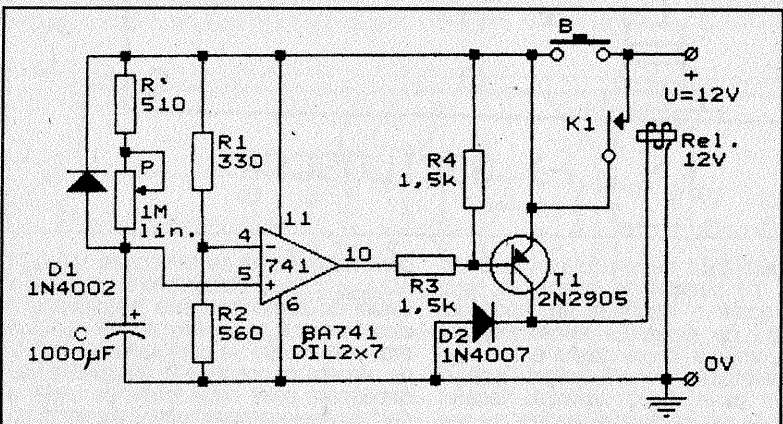 B
+
U=12V
R'
510
K1
Rel.
12V
R1
330
R4
1,5k
P
1M
lin.
11
4
−
741
10
5
+
6
R3
1,5k
T1
2N2905
D1
1N4002
C
1000µF
+
R2
560
BA741
DIL2x7
D2
1N4007
0V